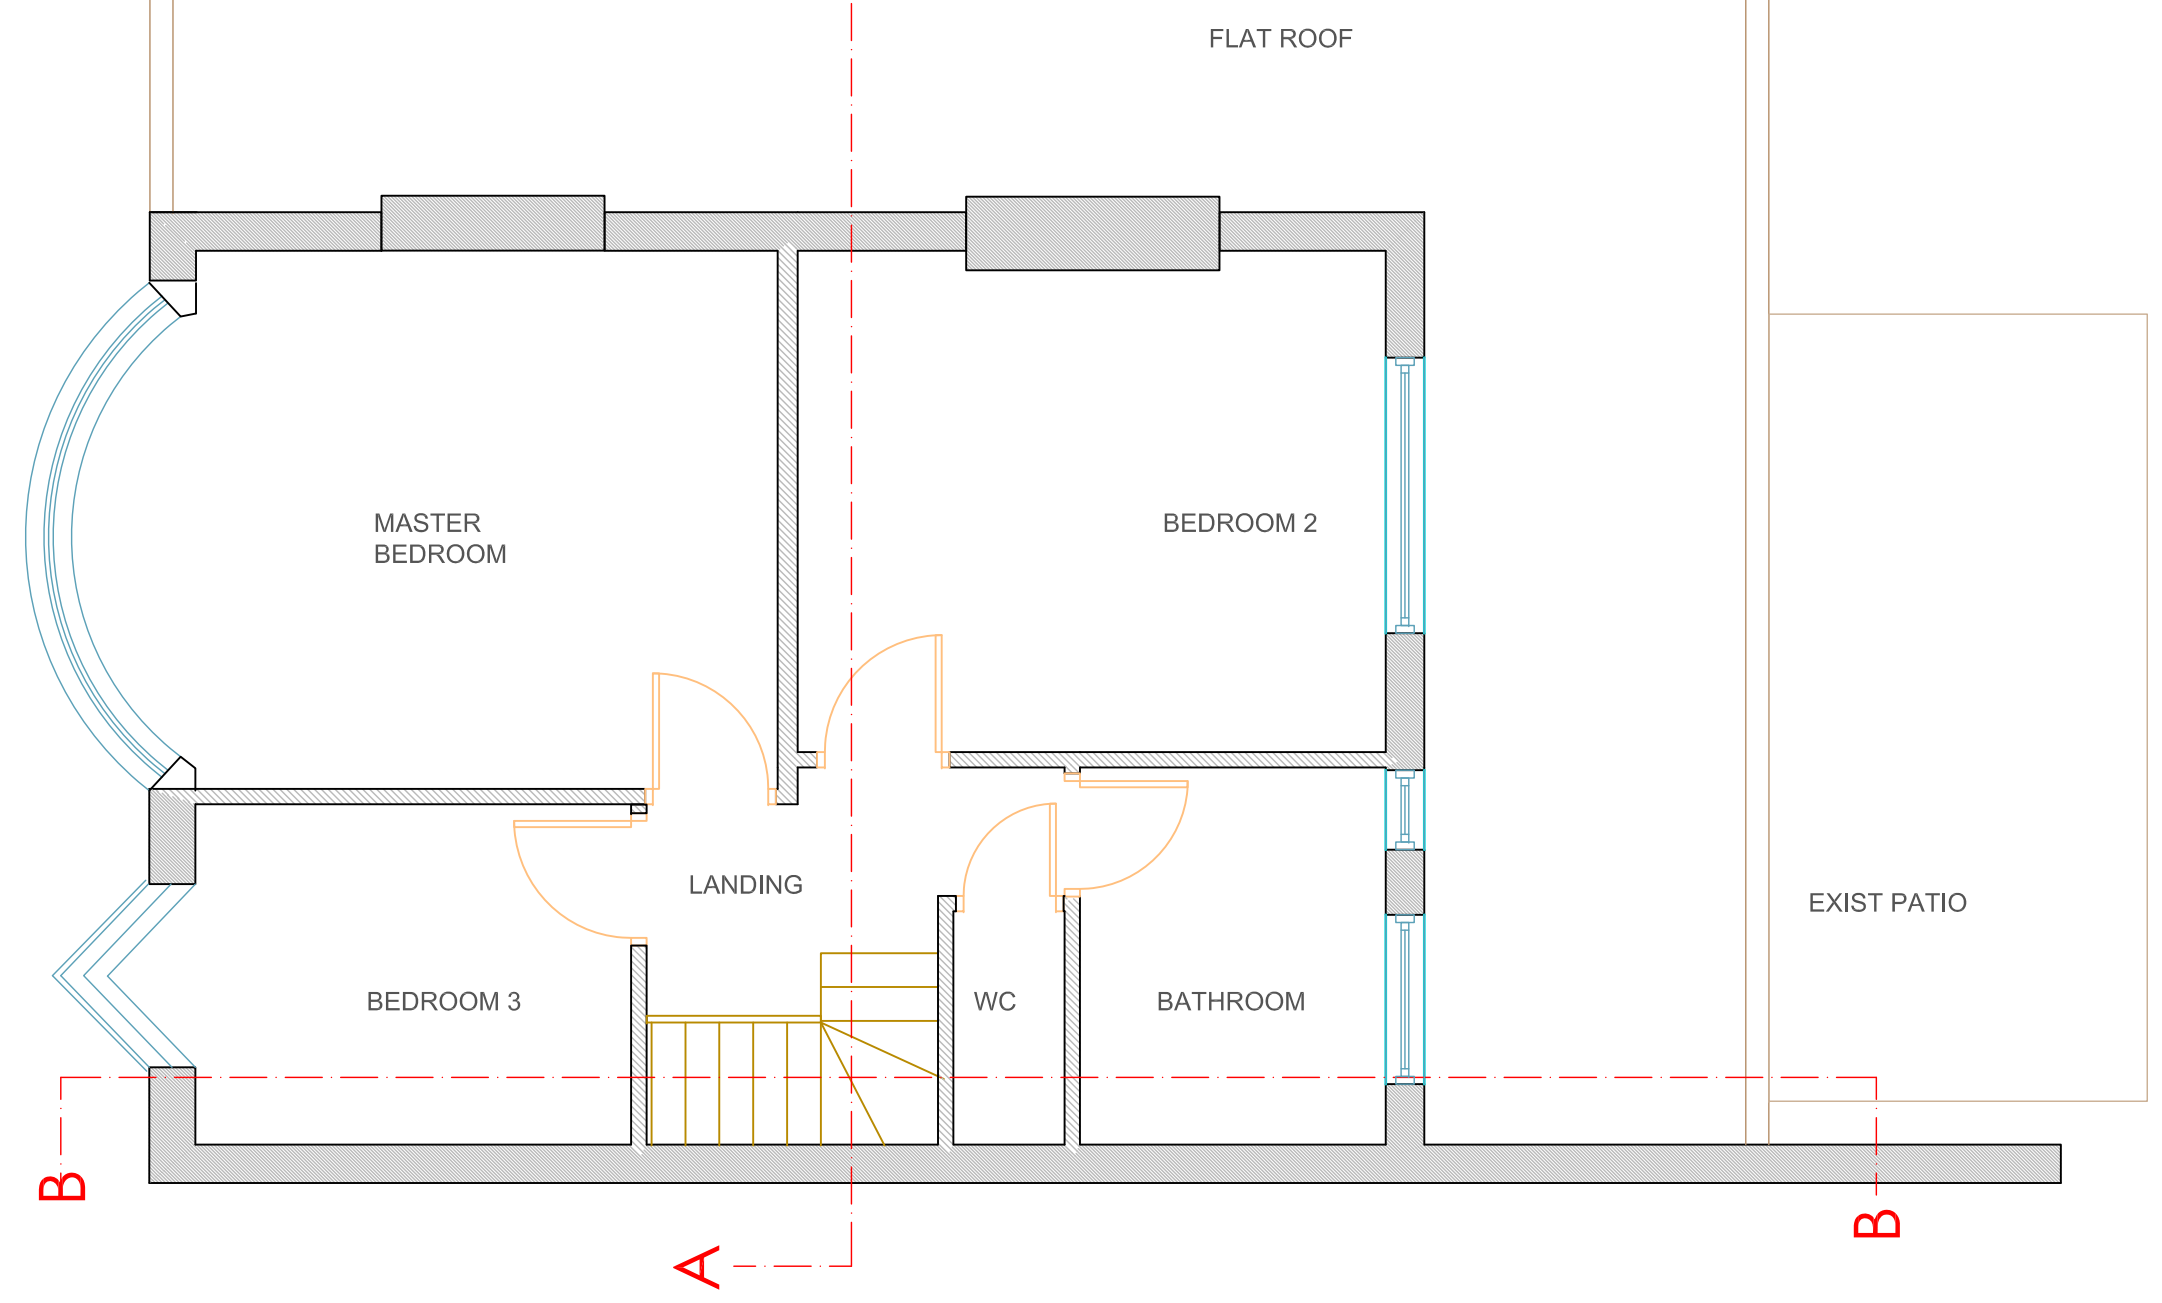 FLAT ROOF
MASTER
BEDROOM
BEDROOM 2
LANDING
EXIST PATIO
BEDROOM 3
WC
BATHROOM
B
B
A